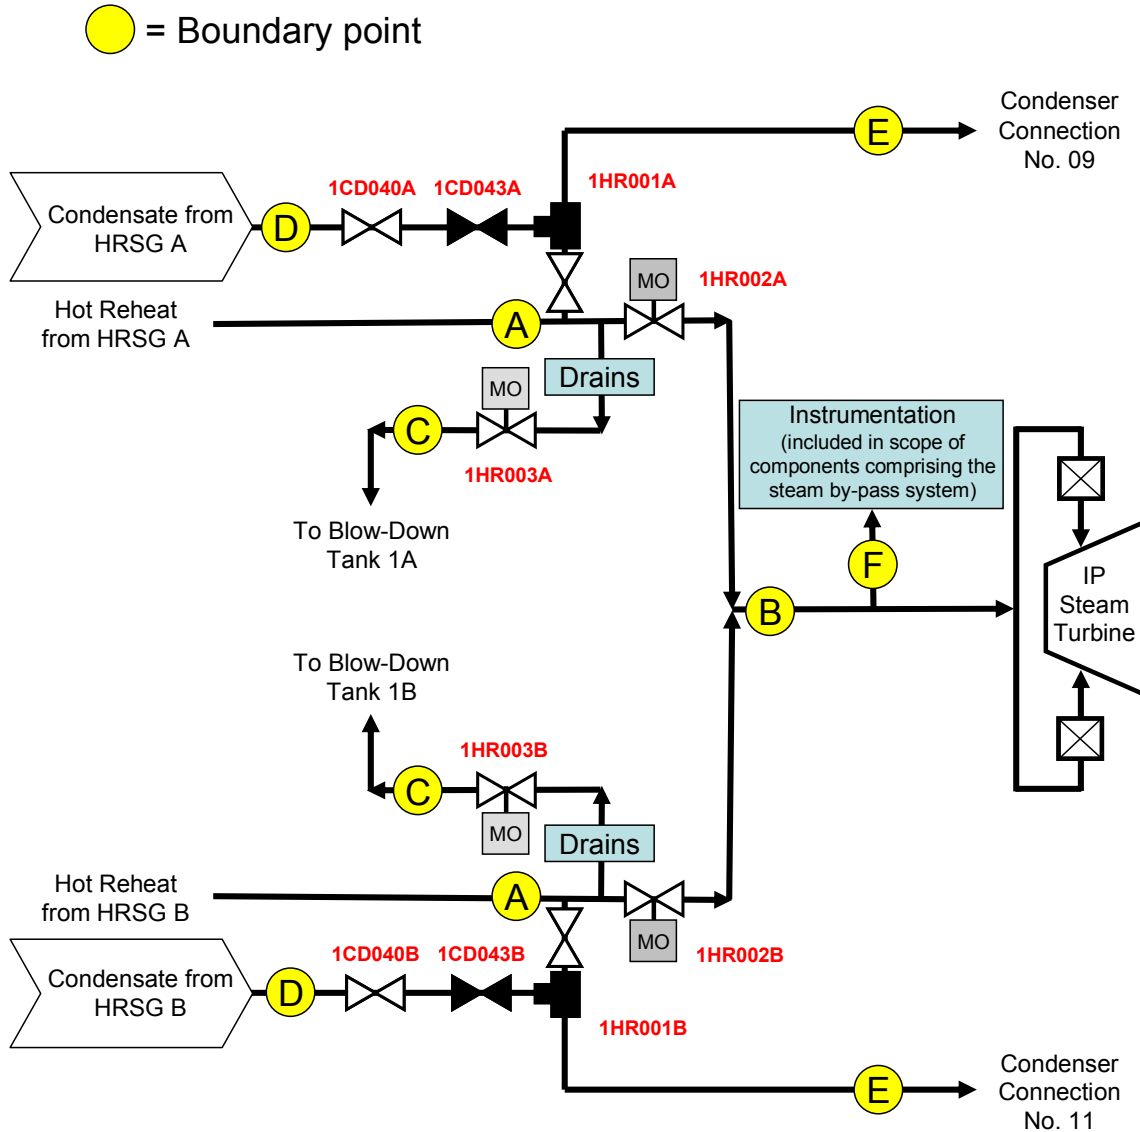 = Boundary point
E
Condenser
Connection
No. 09
1CD040A
1CD043A
1HR001A
Condensate from
HRSG A
D
MO
1HR002A
Hot Reheat
from HRSG A
A
Drains
MO
C
1HR003A
To Blow-Down
Tank 1A
Instrumentation
(included in scope of
components comprising the
steam by-pass system)
F
IP
Steam
Turbine
B
To Blow-Down
Tank 1B
1HR003B
C
MO
Drains
Hot Reheat
from HRSG B
A
MO
1HR002B
1CD040B
1CD043B
Condensate from
HRSG B
D
1HR001B
E
Condenser
Connection
No. 11